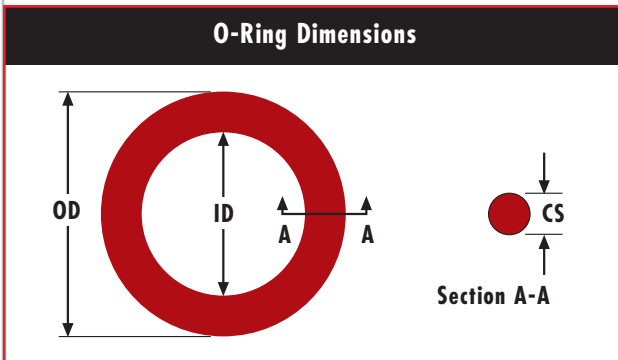 O-Ring Dimensions
OD
ID
A
A
CS
Section A-A